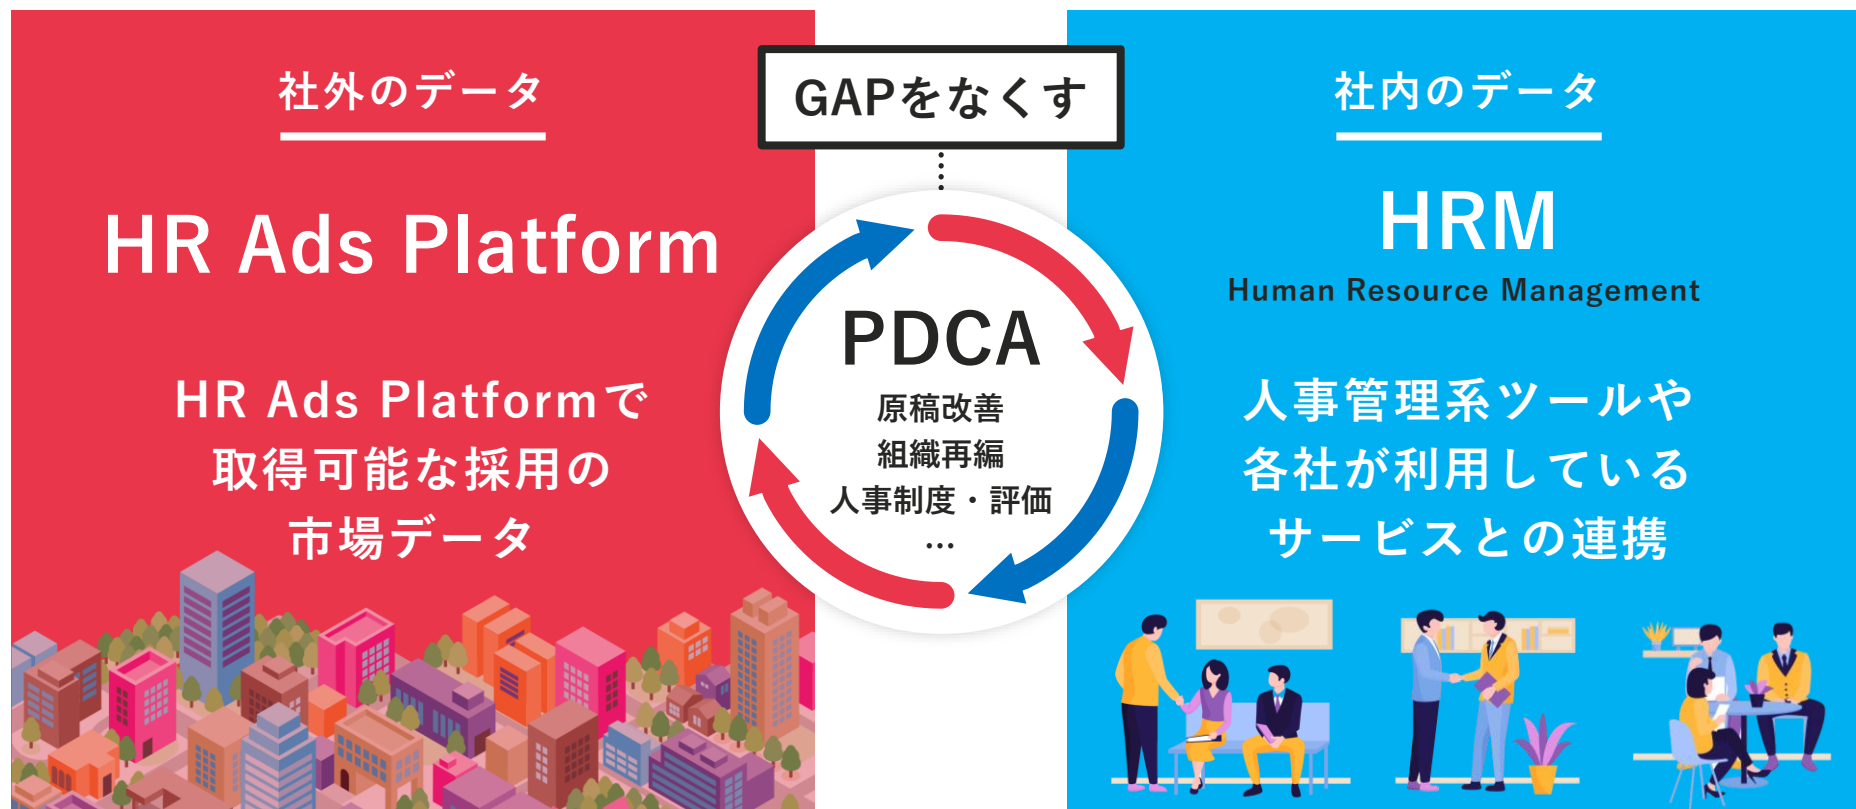 社外のデータ
HR Ads Platform
HR Ads Platformで
取得可能な採用の
市場データ
GAPをなくす
PDCA
原稿改善
組織再編
人事制度・評価
…
社内のデータ
HRM
Human Resource Management
人事管理系ツールや
各社が利用している
サービスとの連携